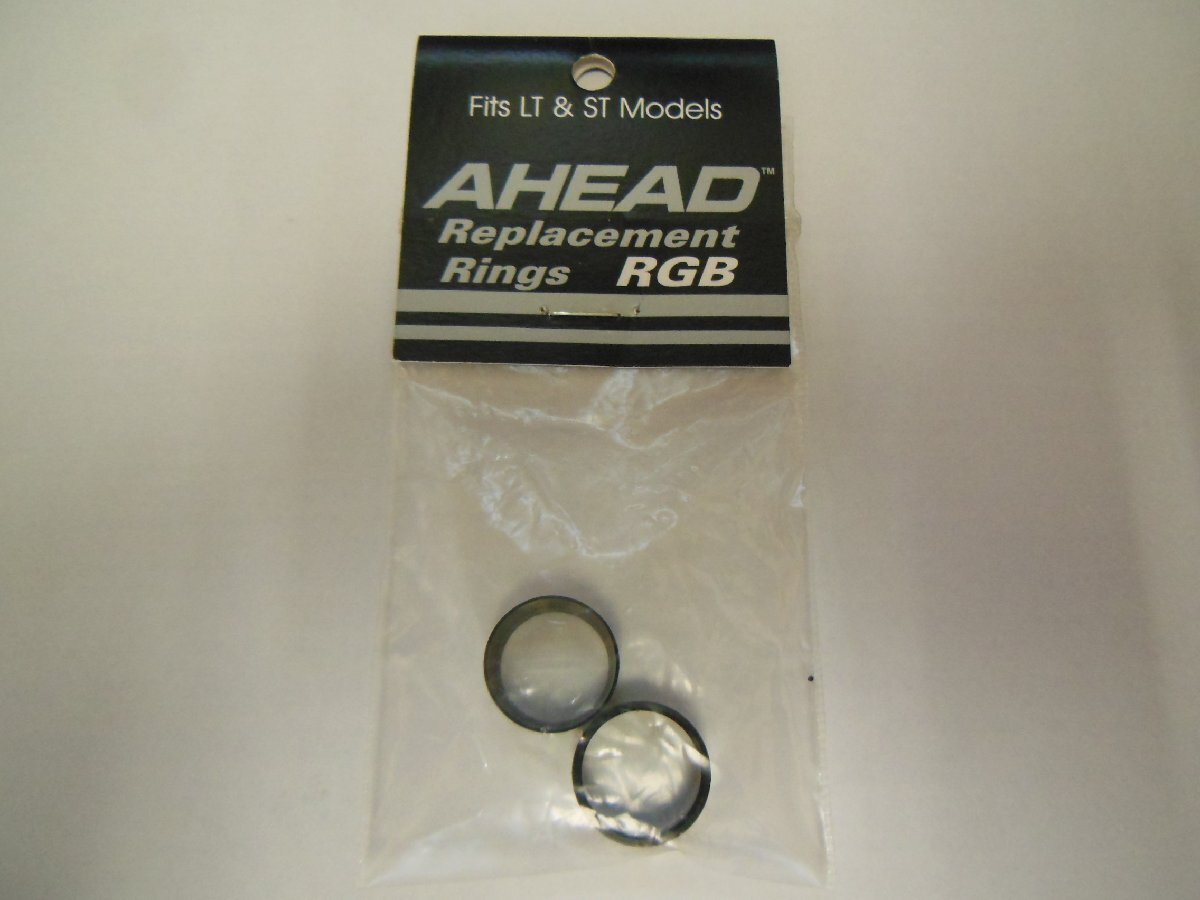 Fits LT & ST Models
AHEAD™
Replacement
Rings RGB